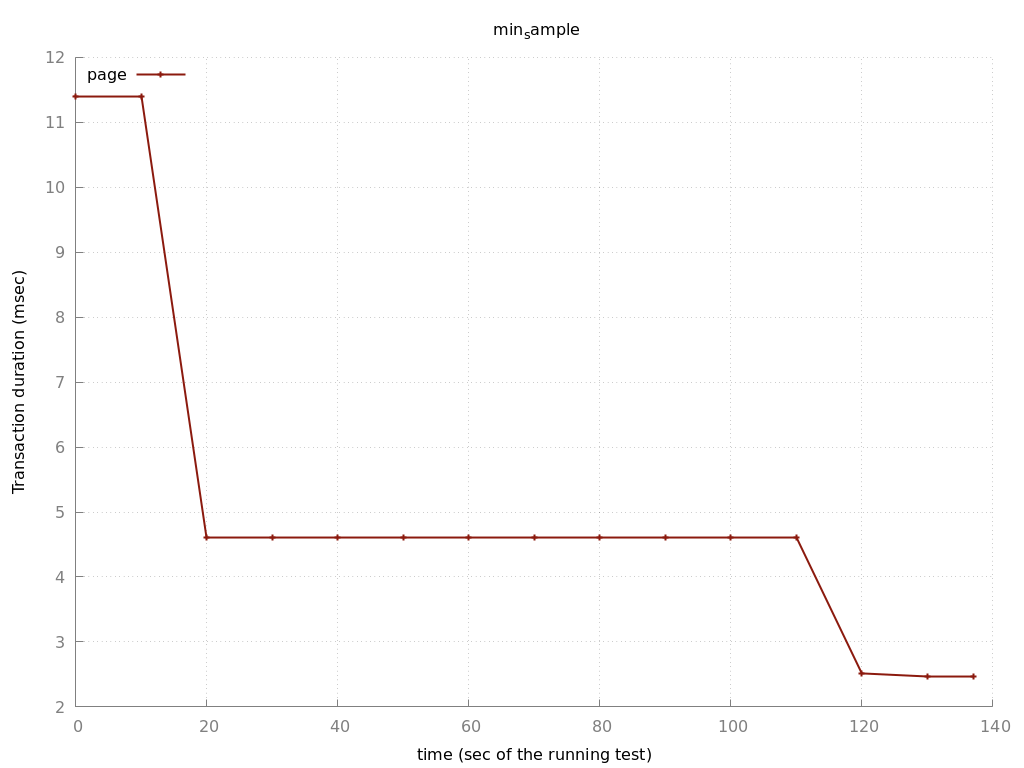 min_sample
12
page
11
10
9
8
7
6
5
4
3
2
Transaction duration (msec)
0 20 40 60 80 100 120 140
time (sec of the running test)